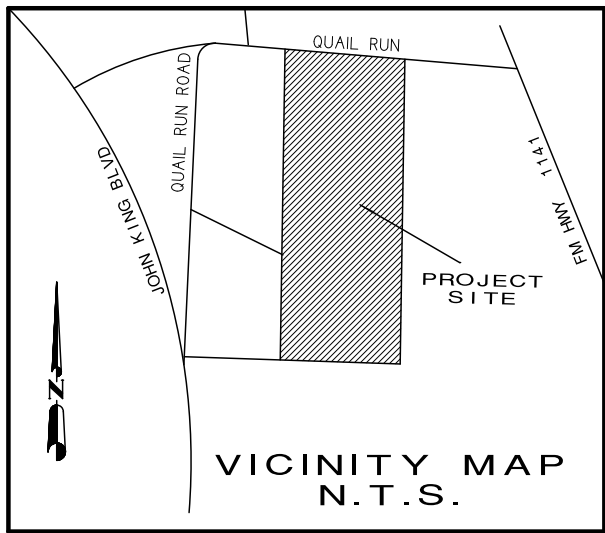 QUAIL RUN
QUAIL RUN ROAD
JOHN KING BLVD
FM HWY 1141
PROJECT
SITE
N
VICINITY MAP
N.T.S.